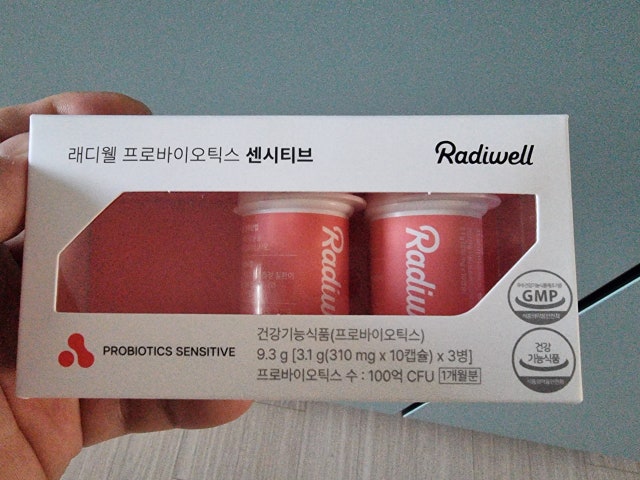 래디웰 프로바이오틱스 센시티브
Radiwell
Radiwell
Radiw
GMP
건강
기능식품
PROBIOTICS SENSITIVE
건강기능식품(프로바이오틱스)
9.3 g [3.1 g(310 mg x 10캡슐) x 3병]
프로바이오틱스 수 : 100억 CFU 1개월분